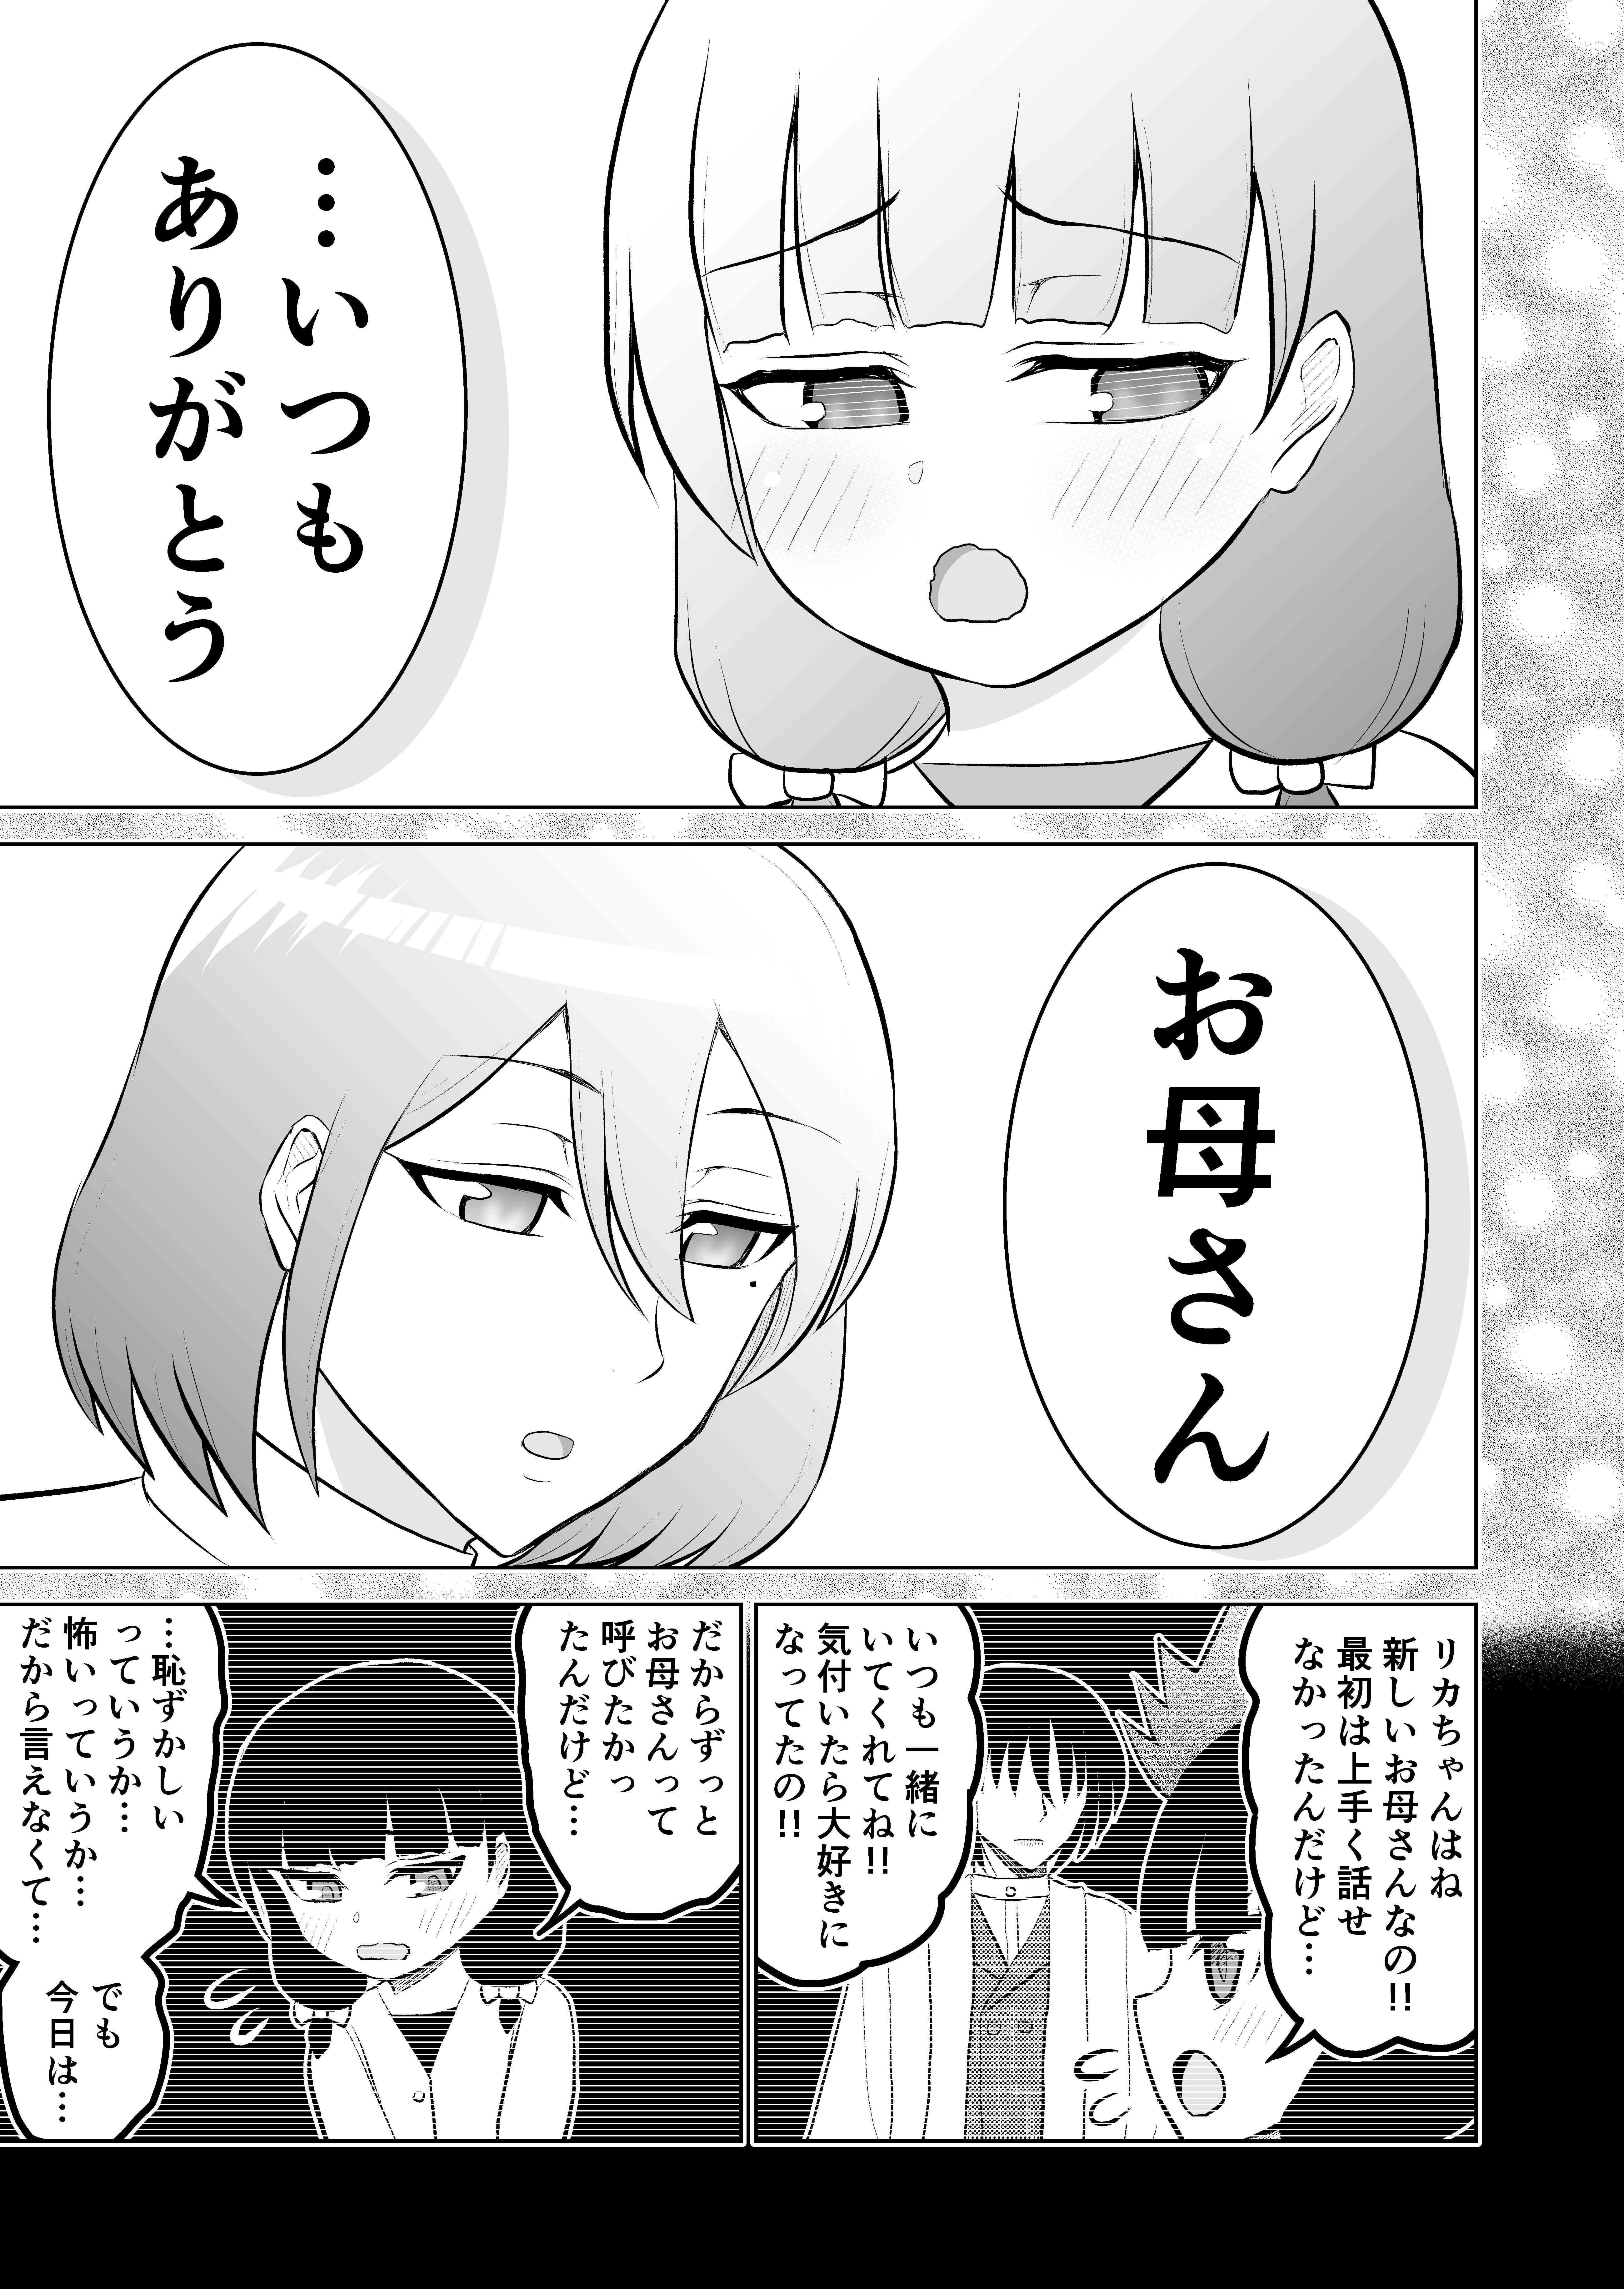 …いつも
ありがとう
お母さん
リカちゃんはね
新しいお母さんなの!!
最初は上手く話せ
なかったんだけど…
いつも一緒に
いてくれてね!!
気付いたら大好きに
なってたの!!
だからずっと
お母さんって
呼びたかっ
たんだけど…
…恥ずかしい
っていうか…
怖いっていうか…
だから言えなくて…
でも
今日は…